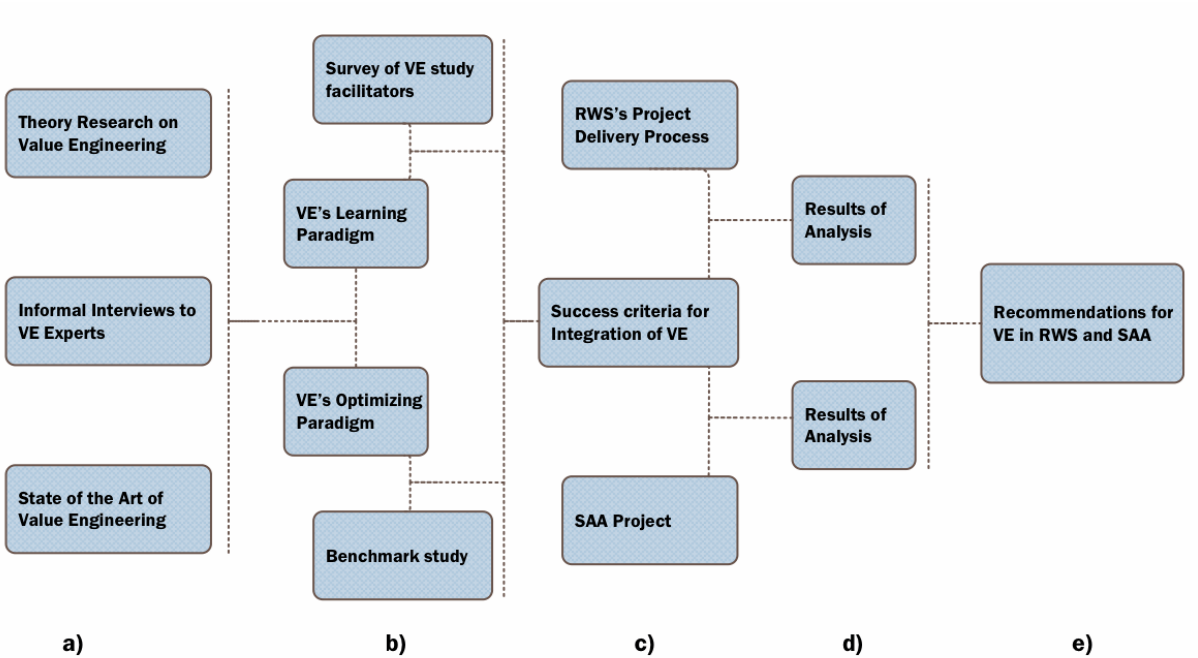 Theory Research on
Value Engineering
Informal Interviews to
VE Experts
State of the Art of
Value Engineering
a)
Survey of VE study
facilitators
VE's Learning
Paradigm
VE's Optimizing
Paradigm
Benchmark study
b)
RWS's Project
Delivery Process
Success criteria for
Integration of VE
SAA Project
c)
Results of
Analysis
Results of
Analysis
d)
Recommendations for
VE in RWS and SAA
e)